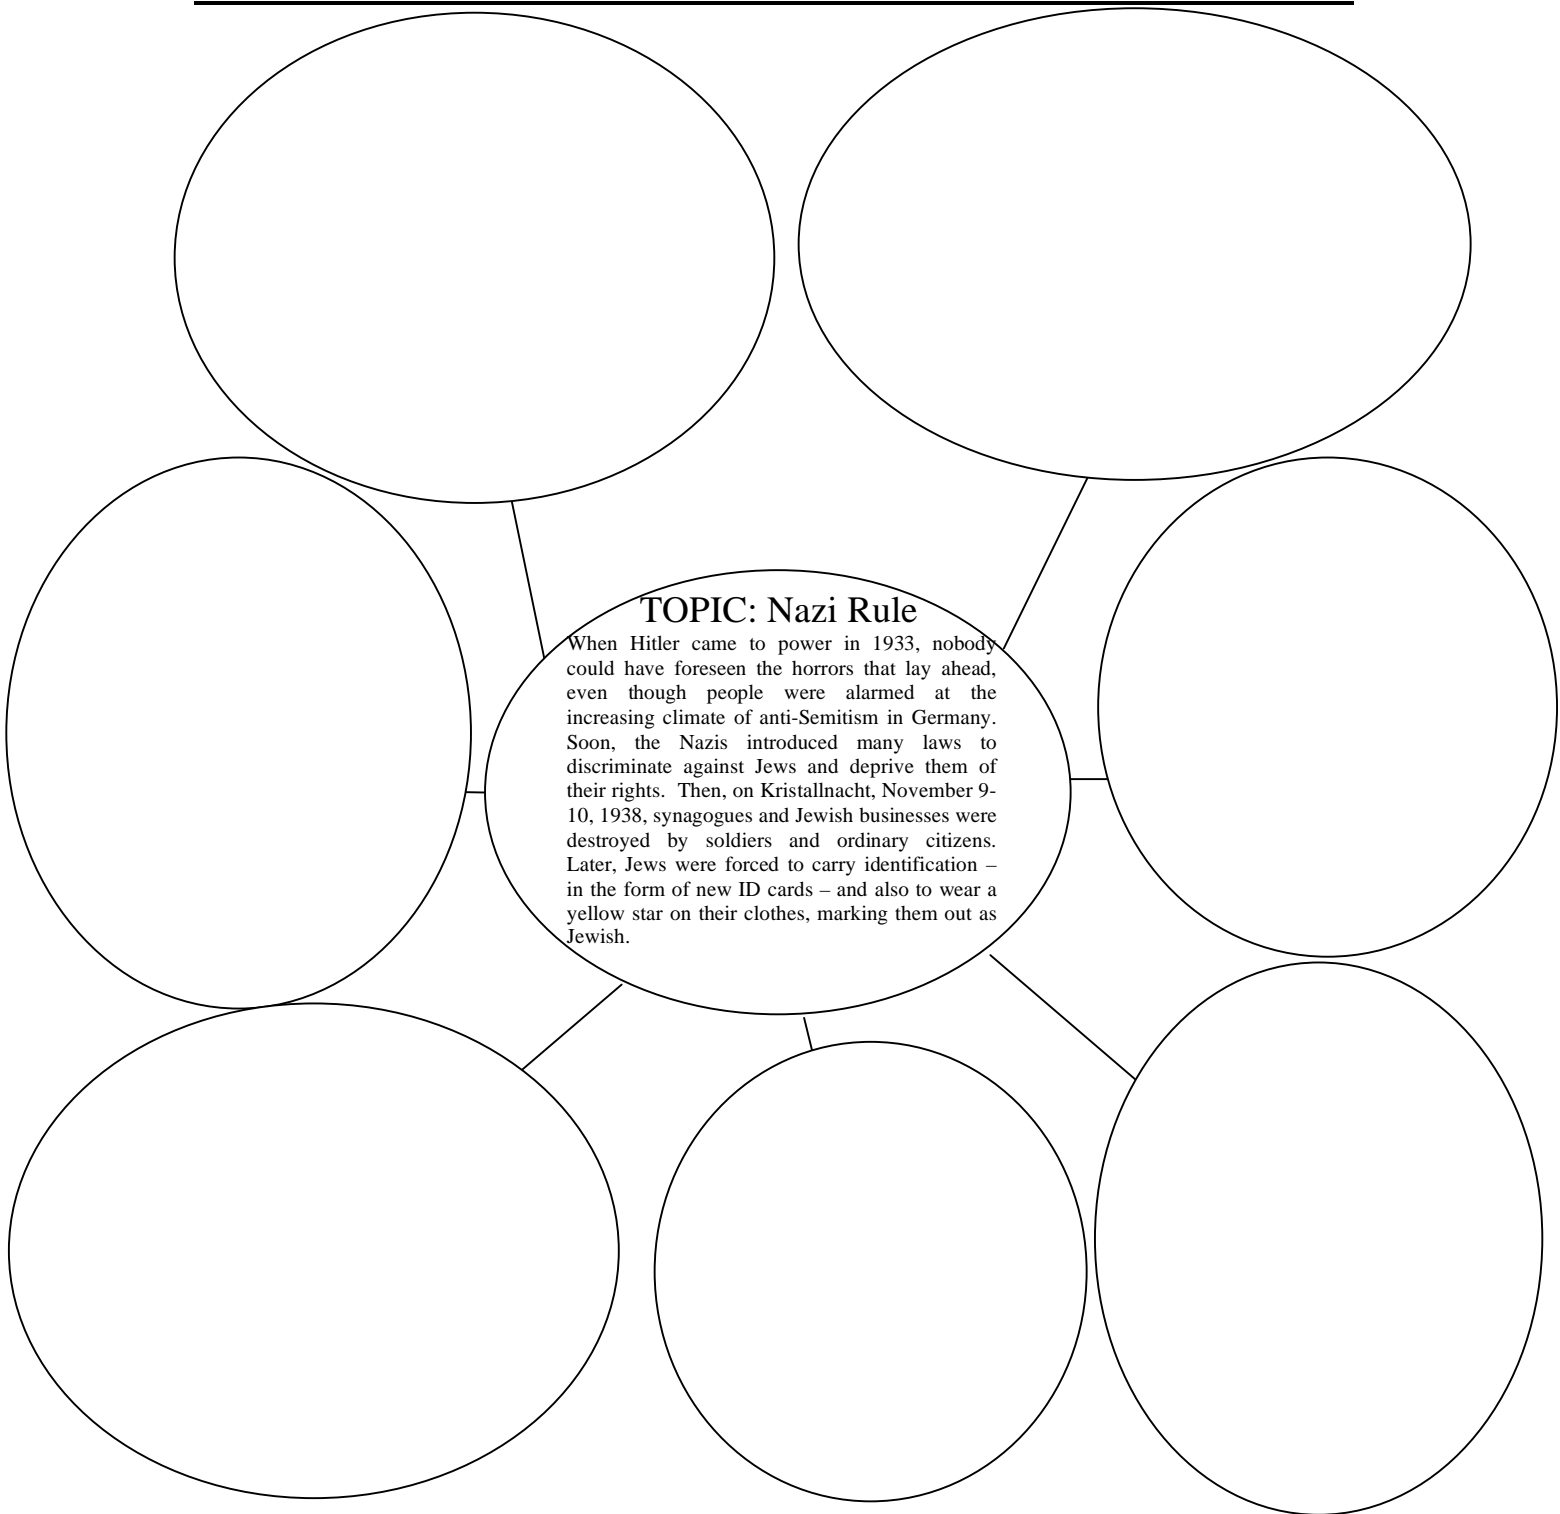 TOPIC: Nazi Rule
When Hitler came to power in 1933, nobody
could have foreseen the horrors that lay ahead,
even though people were alarmed at the
increasing climate of anti-Semitism in Germany.
Soon, the Nazis introduced many laws to
discriminate against Jews and deprive them of
their rights.  Then, on Kristallnacht, November 9-
10, 1938, synagogues and Jewish businesses were
destroyed by soldiers and ordinary citizens.
Later, Jews were forced to carry identification –
in the form of new ID cards – and also to wear a
yellow star on their clothes, marking them out as
Jewish.